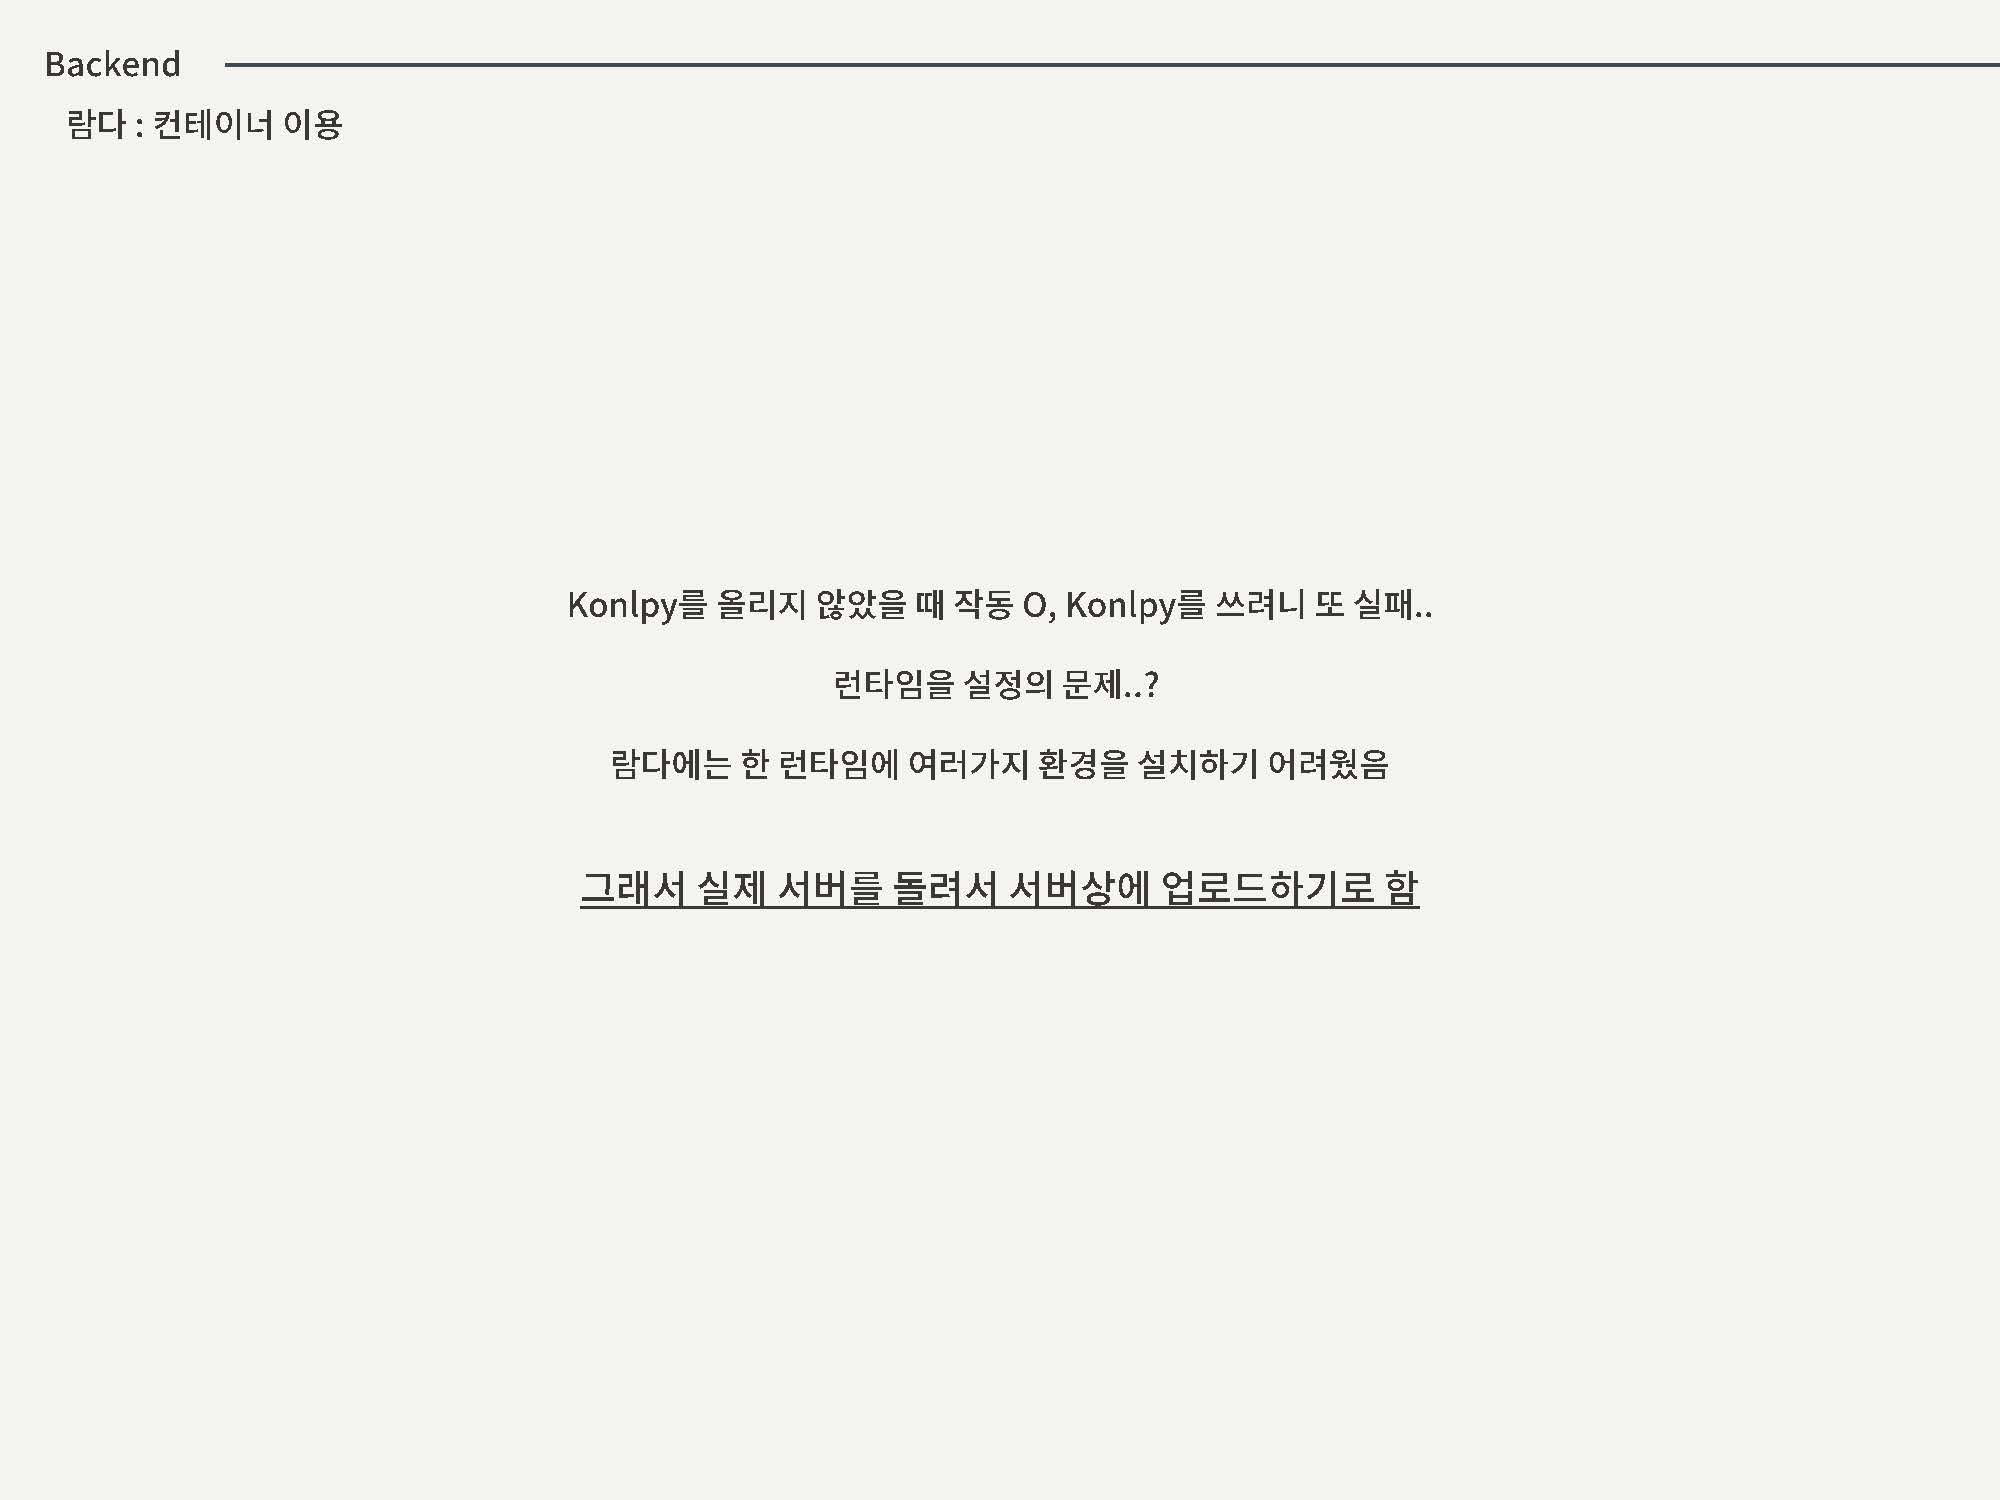 Backend
람다 : 컨테이너 이용
Konlpy를 올리지 않았을 때 작동 O, Konlpy를 쓰려니 또 실패..
런타임을 설정의 문제..?
람다에는 한 런타임에 여러가지 환경을 설치하기 어려웠음
그래서 실제 서버를 돌려서 서버상에 업로드하기로 함